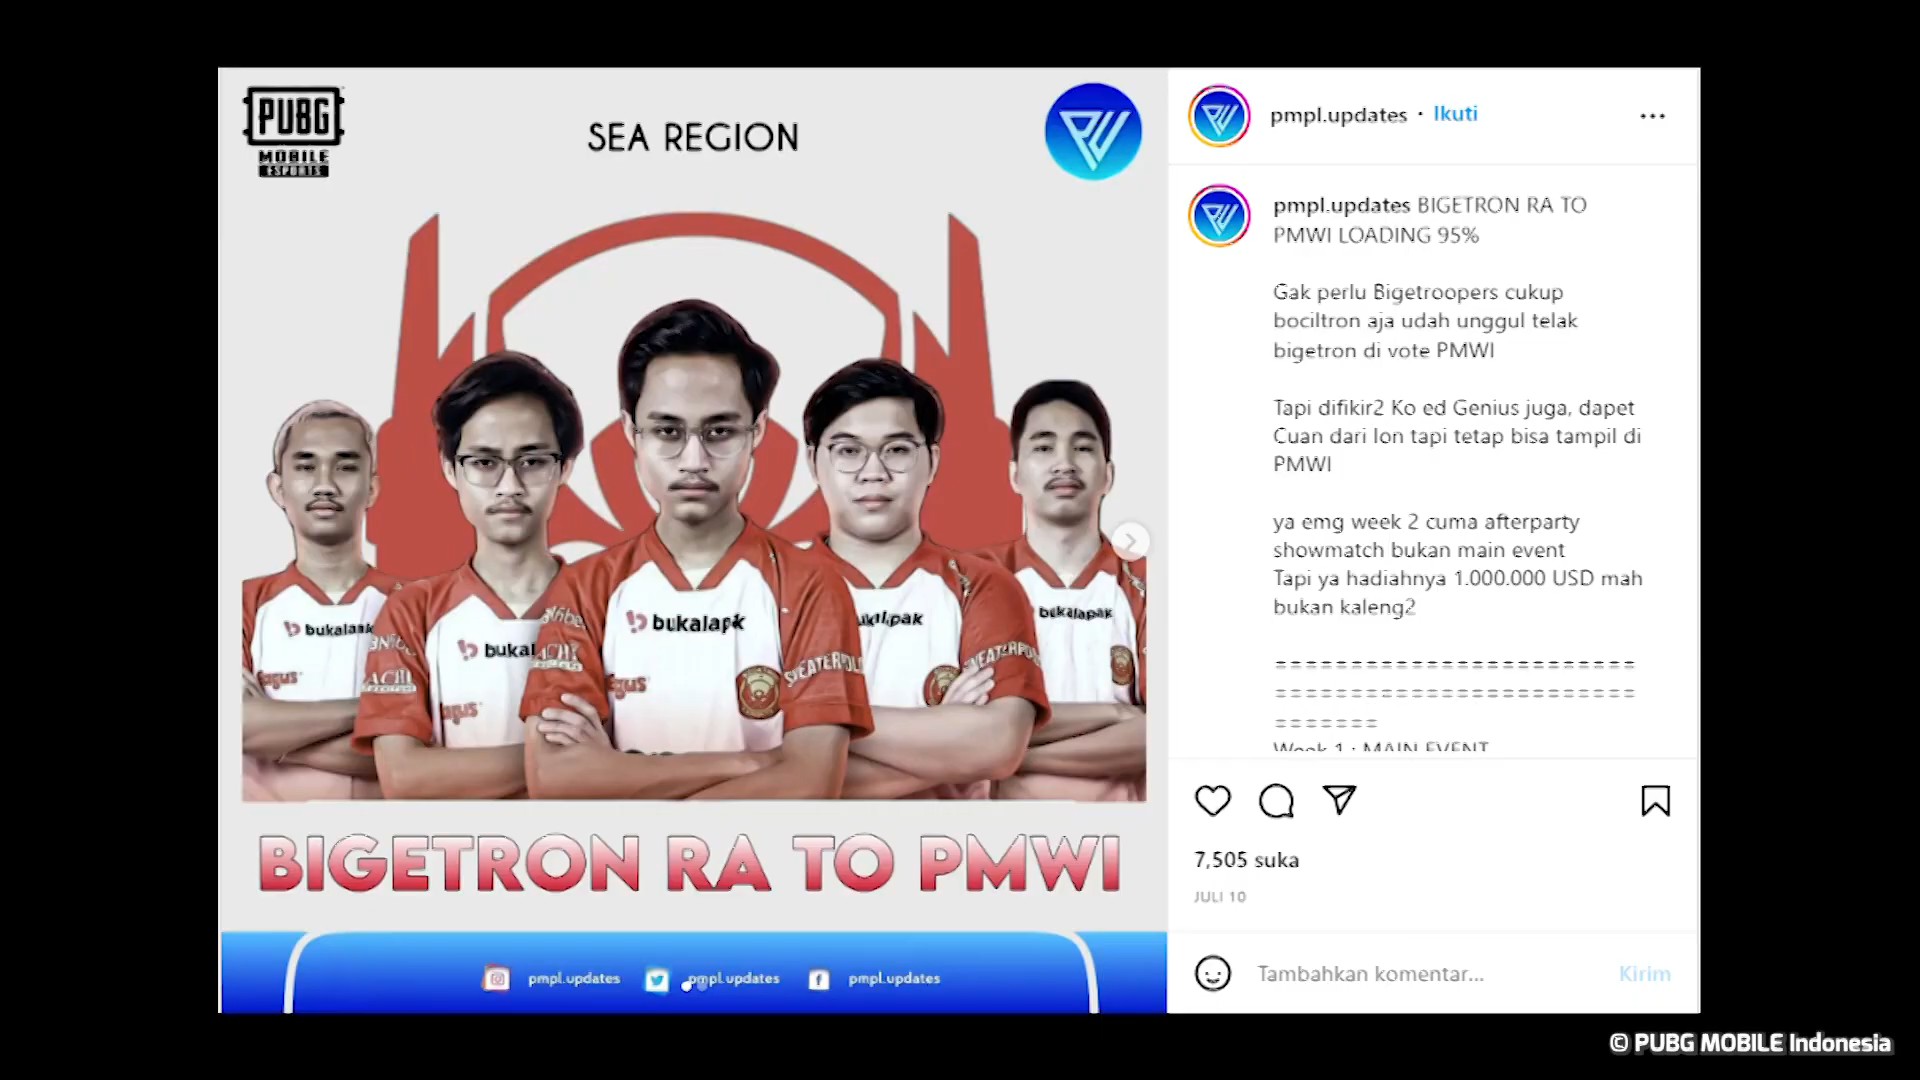 PUBG
MOBILE
ESPORTS
SEA REGION
bukalapak
bukalapak
BIGETRON RA TO PMWI
pmpl.updates
pmpl.updates
pmpl.updates
pmpl.updates · Ikuti
pmpl.updates BIGETRON RA TO
PMWI LOADING 95%
Gak perlu Bigetroopers cukup
bociltron aja udah unggul telak
bigetron di vote PMWI
Tapi difikir2 Ko ed Genius juga, dapet
Cuan dari lon tapi tetap bisa tampil di
PMWI
ya emg week 2 cuma afterparty
showmatch bukan main event
Tapi ya hadiahnya 1.000.000 USD mah
bukan kaleng2
=======================
=======================
=======
Week 1 : MAIN EVENT
7,505 suka
JULI 10
Tambahkan komentar...
Kirim
© PUBG MOBILE Indonesia